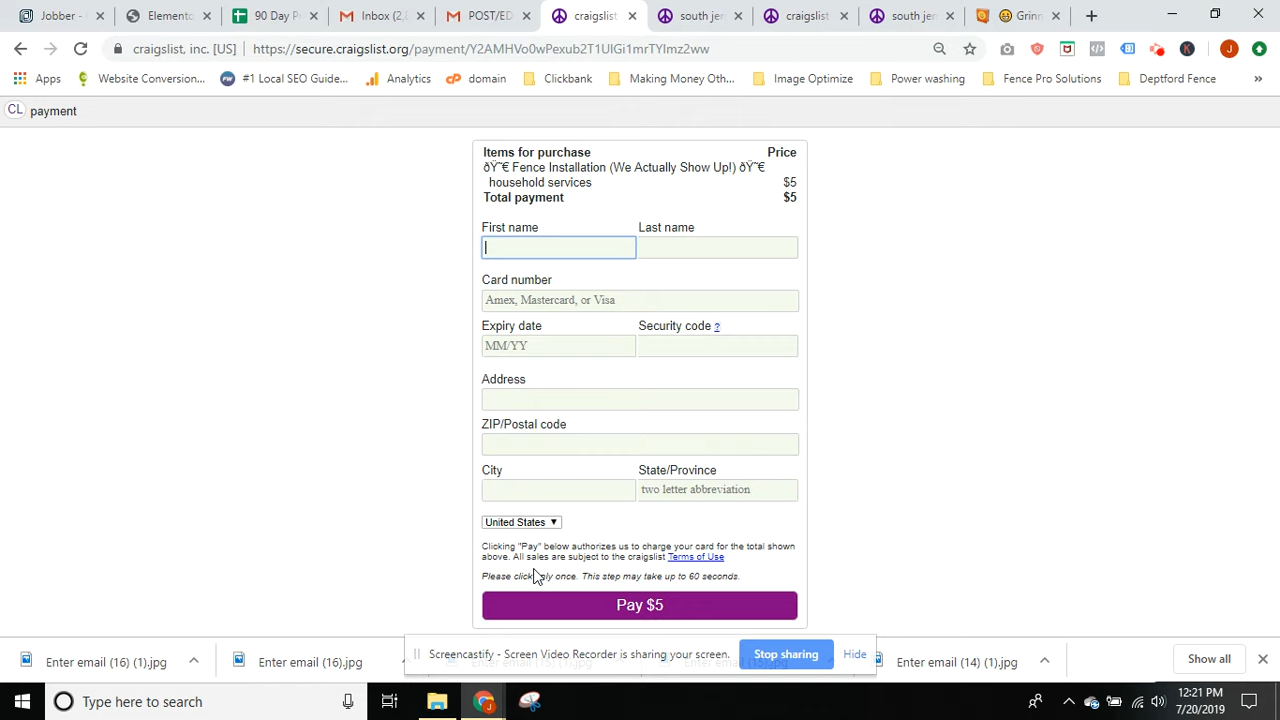 Jobber -
Elemento
90 Day P
Inbox (2,
POST/ED
craigslist
south jer
craigslist
south jer
Grinn
craigslist, inc. [US]
https://secure.craigslist.org/payment/Y2AMHVo0wPexub2T1UlGi1mrTYlmz2ww
Apps
Website Conversion...
#1 Local SEO Guide...
Analytics
domain
Clickbank
Making Money Oth...
Image Optimize
Power washing
Fence Pro Solutions
Deptford Fence
CL payment
Items for purchase Price
ðŸ˜€ Fence Installation (We Actually Show Up!) ðŸ˜€
household services $5
Total payment $5
First name Last name
Card number
Amex, Mastercard, or Visa
Expiry date Security code ?
MM/YY
Address
ZIP/Postal code
City State/Province
two letter abbreviation
United States
Clicking "Pay" below authorizes us to charge your card for the total shown
above. All sales are subject to the craigslist Terms of Use
Please click only once. This step may take up to 60 seconds.
Pay $5
Enter email (16) (1).jpg
Enter email (16).jpg
Screencastify - Screen Video Recorder is sharing your screen.
Stop sharing
Hide
Enter email (14) (1).jpg
Show all
Type here to search
12:21 PM
7/20/2019